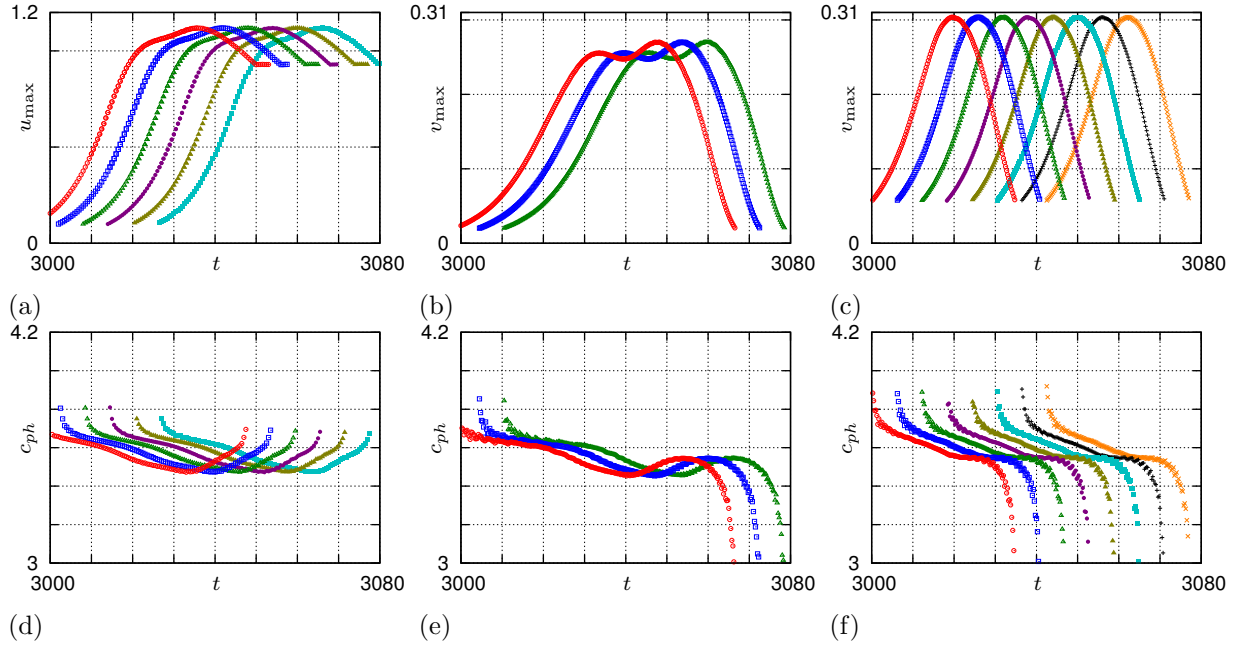 1.2 0.31 0.31
u_max v_max v_max
0 0 0
3000 t 3080 3000 t 3080 3000 t 3080
(a) (b) (c)
4.2 4.2 4.2
c_ph c_ph c_ph
3 3 3
3000 t 3080 3000 t 3080 3000 t 3080
(d) (e) (f)